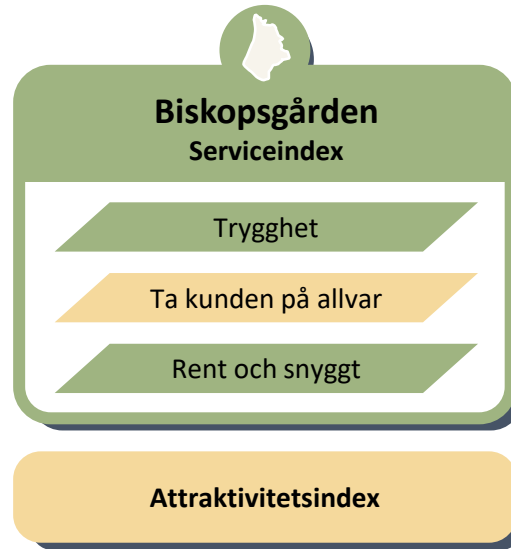 Biskopsgården
Serviceindex
Trygghet
Ta kunden på allvar
Rent och snyggt
Attraktivitetsindex